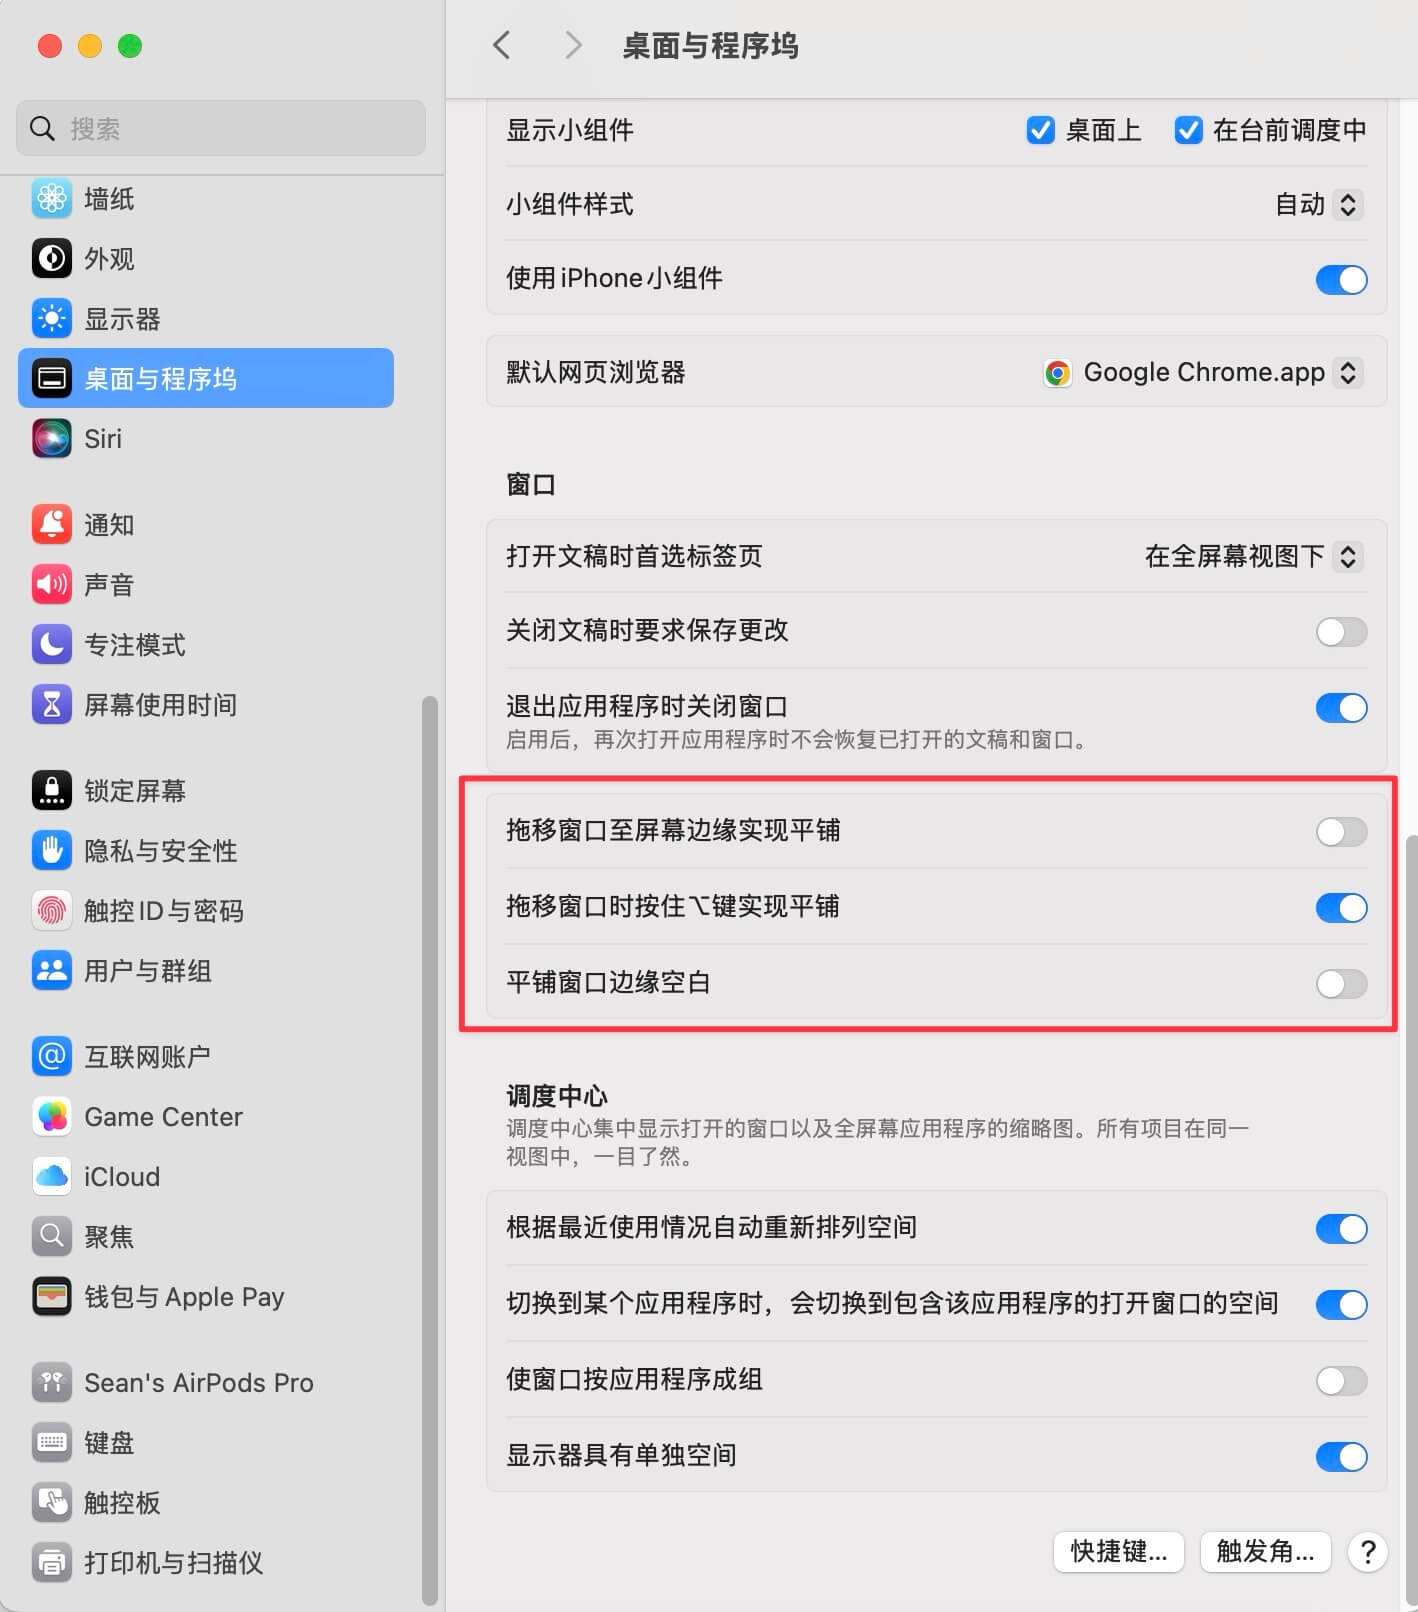 桌面与程序坞
搜索
墙纸
外观
显示器
桌面与程序坞
Siri
通知
声音
专注模式
屏幕使用时间
锁定屏幕
隐私与安全性
触控ID与密码
用户与群组
互联网账户
Game Center
iCloud
聚焦
钱包与Apple Pay
Sean's AirPods Pro
键盘
触控板
打印机与扫描仪
显示小组件 桌面上 在台前调度中
小组件样式 自动
使用iPhone小组件
默认网页浏览器 Google Chrome.app
窗口
打开文稿时首选标签页 在全屏幕视图下
关闭文稿时要求保存更改
退出应用程序时关闭窗口
启用后，再次打开应用程序时不会恢复已打开的文稿和窗口。
拖移窗口至屏幕边缘实现平铺
拖移窗口时按住⌥键实现平铺
平铺窗口边缘空白
调度中心
调度中心集中显示打开的窗口以及全屏幕应用程序的缩略图。所有项目在同一
视图中，一目了然。
根据最近使用情况自动重新排列空间
切换到某个应用程序时，会切换到包含该应用程序的打开窗口的空间
使窗口按应用程序成组
显示器具有单独空间
快捷键... 触发角... ?